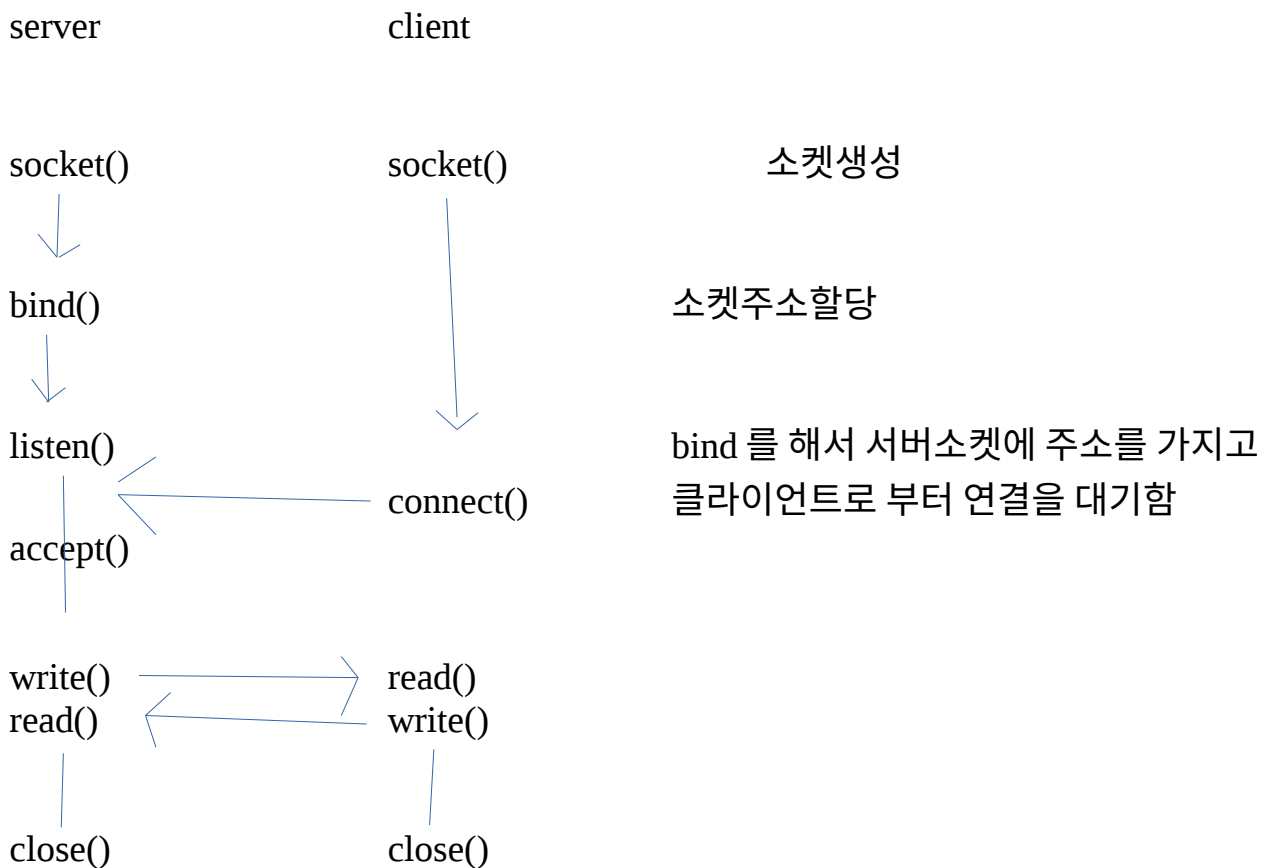 server client
socket() socket() 소켓생성
bind() 소켓주소할당
listen() bind 를 해서 서버소켓에 주소를 가지고
connect() 클라이언트로 부터 연결을 대기함
accept()
write() read()
read() write()
close() close()